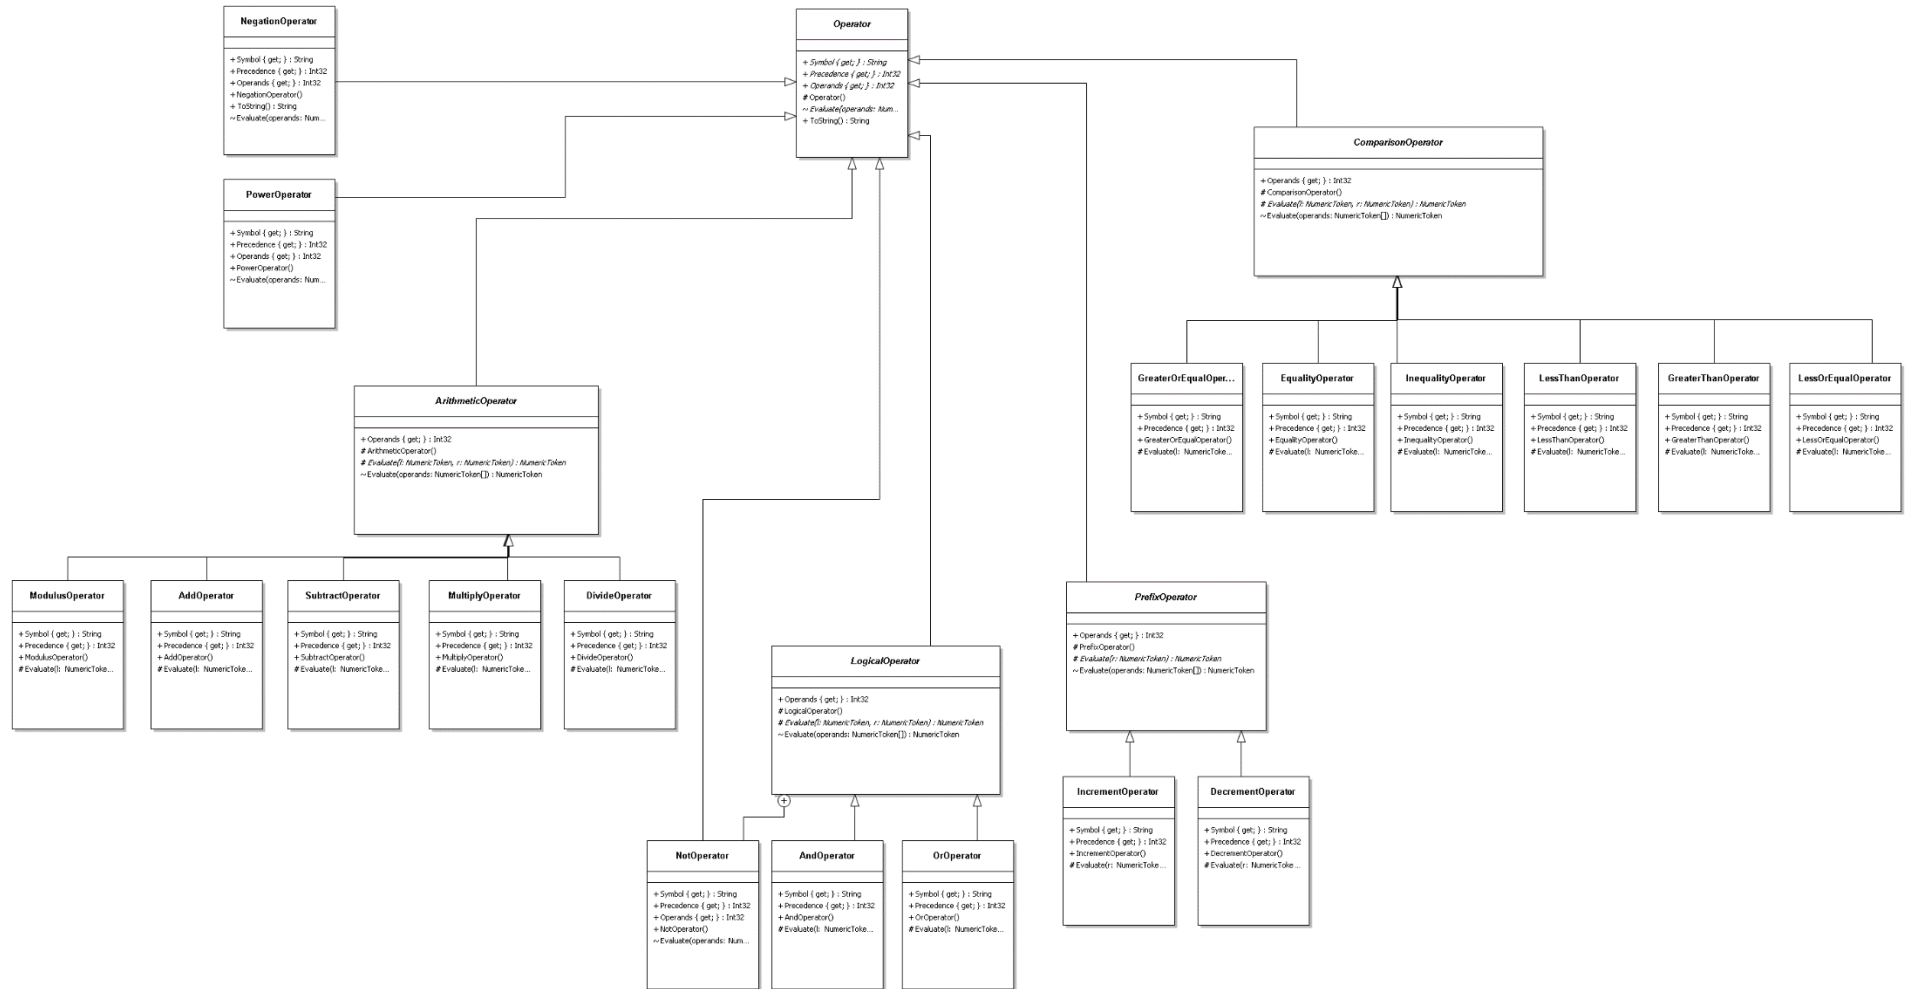 NegationOperator
+ Symbol { get; } : String
+ Precedence { get; } : Int32
+ Operands { get; } : Int32
+ NegationOperator()
+ ToString() : String
~ Evaluate(operands: Num...
Operator
+ Symbol { get; } : String
+ Precedence { get; } : Int32
+ Operands { get; } : Int32
# Operator()
~ Evaluate(operands: Num...
+ ToString() : String
ComparisonOperator
+ Operands { get; } : Int32
# ComparisonOperator()
# Evaluate(l: NumericToken, r: NumericToken) : NumericToken
~ Evaluate(operands: NumericToken[]) : NumericToken
PowerOperator
+ Symbol { get; } : String
+ Precedence { get; } : Int32
+ Operands { get; } : Int32
+ PowerOperator()
~ Evaluate(operands: Num...
GreaterOrEqualOper...
+ Symbol { get; } : String
+ Precedence { get; } : Int32
+ GreaterOrEqualOperator()
# Evaluate(l: NumericToke...
EqualityOperator
+ Symbol { get; } : String
+ Precedence { get; } : Int32
+ EqualityOperator()
# Evaluate(l: NumericToke...
InequalityOperator
+ Symbol { get; } : String
+ Precedence { get; } : Int32
+ InequalityOperator()
# Evaluate(l: NumericToke...
LessThanOperator
+ Symbol { get; } : String
+ Precedence { get; } : Int32
+ LessThanOperator()
# Evaluate(l: NumericToke...
GreaterThanOperator
+ Symbol { get; } : String
+ Precedence { get; } : Int32
+ GreaterThanOperator()
# Evaluate(l: NumericToke...
LessOrEqualOperator
+ Symbol { get; } : String
+ Precedence { get; } : Int32
+ LessOrEqualOperator()
# Evaluate(l: NumericToke...
ArithmeticOperator
+ Operands { get; } : Int32
# ArithmeticOperator()
# Evaluate(l: NumericToken, r: NumericToken) : NumericToken
~ Evaluate(operands: NumericToken[]) : NumericToken
ModulusOperator
+ Symbol { get; } : String
+ Precedence { get; } : Int32
+ ModulusOperator()
# Evaluate(l: NumericToke...
AddOperator
+ Symbol { get; } : String
+ Precedence { get; } : Int32
+ AddOperator()
# Evaluate(l: NumericToke...
SubtractOperator
+ Symbol { get; } : String
+ Precedence { get; } : Int32
+ SubtractOperator()
# Evaluate(l: NumericToke...
MultiplyOperator
+ Symbol { get; } : String
+ Precedence { get; } : Int32
+ MultiplyOperator()
# Evaluate(l: NumericToke...
DivideOperator
+ Symbol { get; } : String
+ Precedence { get; } : Int32
+ DivideOperator()
# Evaluate(l: NumericToke...
PrefixOperator
+ Operands { get; } : Int32
# PrefixOperator()
# Evaluate(r: NumericToken) : NumericToken
~ Evaluate(operands: NumericToken[]) : NumericToken
LogicalOperator
+ Operands { get; } : Int32
# LogicalOperator()
# Evaluate(l: NumericToken, r: NumericToken) : NumericToken
~ Evaluate(operands: NumericToken[]) : NumericToken
IncrementOperator
+ Symbol { get; } : String
+ Precedence { get; } : Int32
+ IncrementOperator()
# Evaluate(r: NumericToke...
DecrementOperator
+ Symbol { get; } : String
+ Precedence { get; } : Int32
+ DecrementOperator()
# Evaluate(r: NumericToke...
NotOperator
+ Symbol { get; } : String
+ Precedence { get; } : Int32
+ Operands { get; } : Int32
+ NotOperator()
~ Evaluate(operands: Num...
AndOperator
+ Symbol { get; } : String
+ Precedence { get; } : Int32
+ AndOperator()
# Evaluate(l: NumericToke...
OrOperator
+ Symbol { get; } : String
+ Precedence { get; } : Int32
+ OrOperator()
# Evaluate(l: NumericToke...